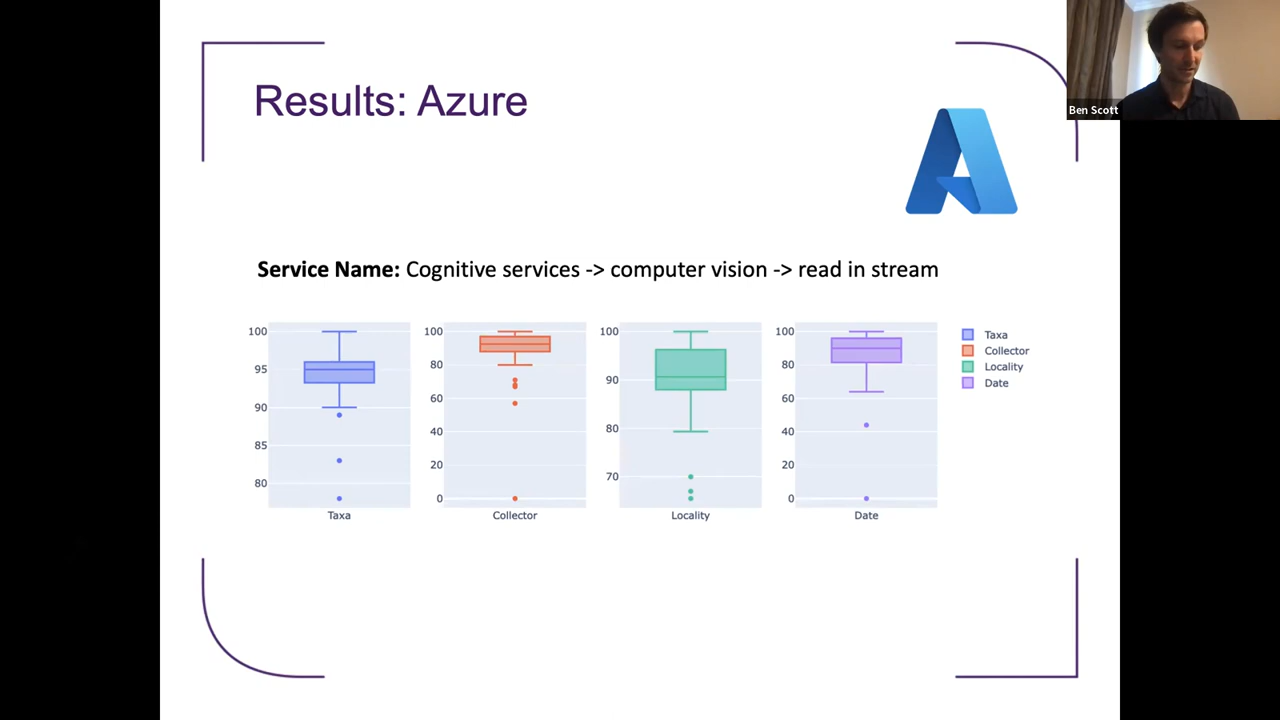 Results: Azure
Ben Scott
Service Name: Cognitive services -> computer vision -> read in stream
100
95
90
85
80
Taxa
100
80
60
40
20
0
Collector
100
90
80
70
Locality
100
80
60
40
20
0
Date
Taxa
Collector
Locality
Date